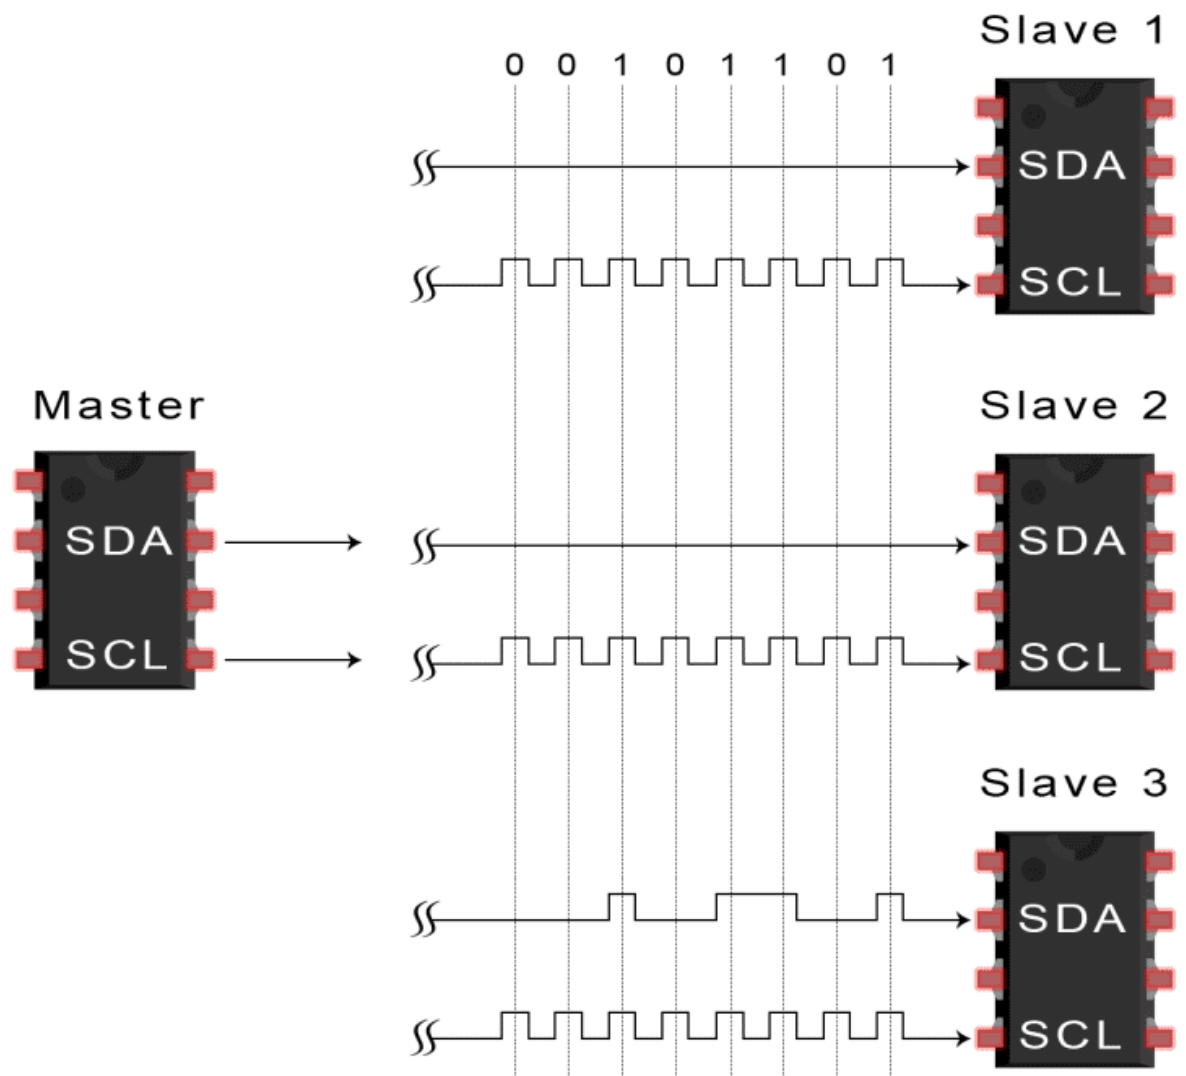 Slave 1
0 0 1 0 1 1 0 1
SDA
SCL
Master
SDA
SCL
Slave 2
SDA
SCL
Slave 3
SDA
SCL